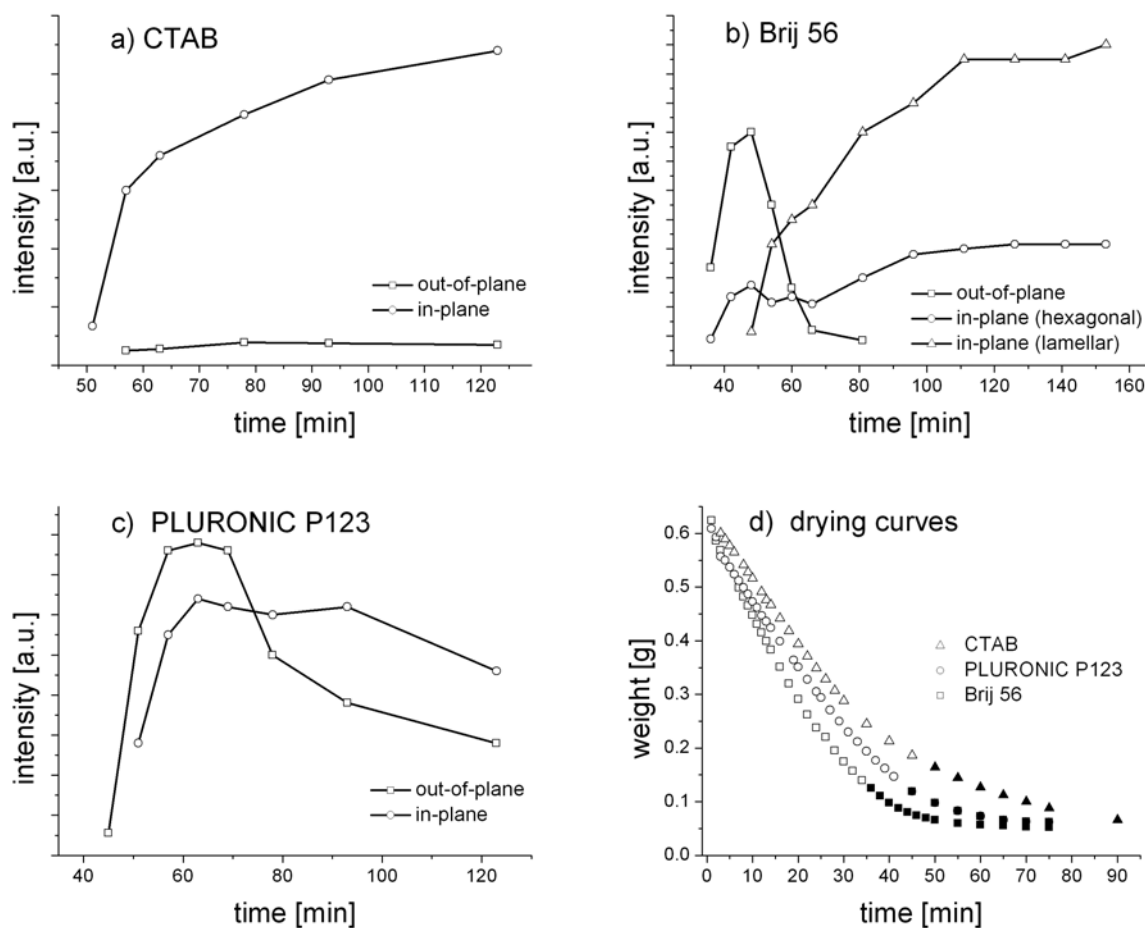 a) CTAB
intensity [a.u.]
out-of-plane
in-plane
50 60 70 80 90 100 110 120
time [min]
b) Brij 56
intensity [a.u.]
out-of-plane
in-plane (hexagonal)
in-plane (lamellar)
40 60 80 100 120 140 160
time [min]
c) PLURONIC P123
intensity [a.u.]
out-of-plane
in-plane
40 60 80 100 120
time [min]
d) drying curves
weight [g]
0.6
0.5
0.4
0.3
0.2
0.1
0.0
CTAB
PLURONIC P123
Brij 56
0 10 20 30 40 50 60 70 80 90
time [min]